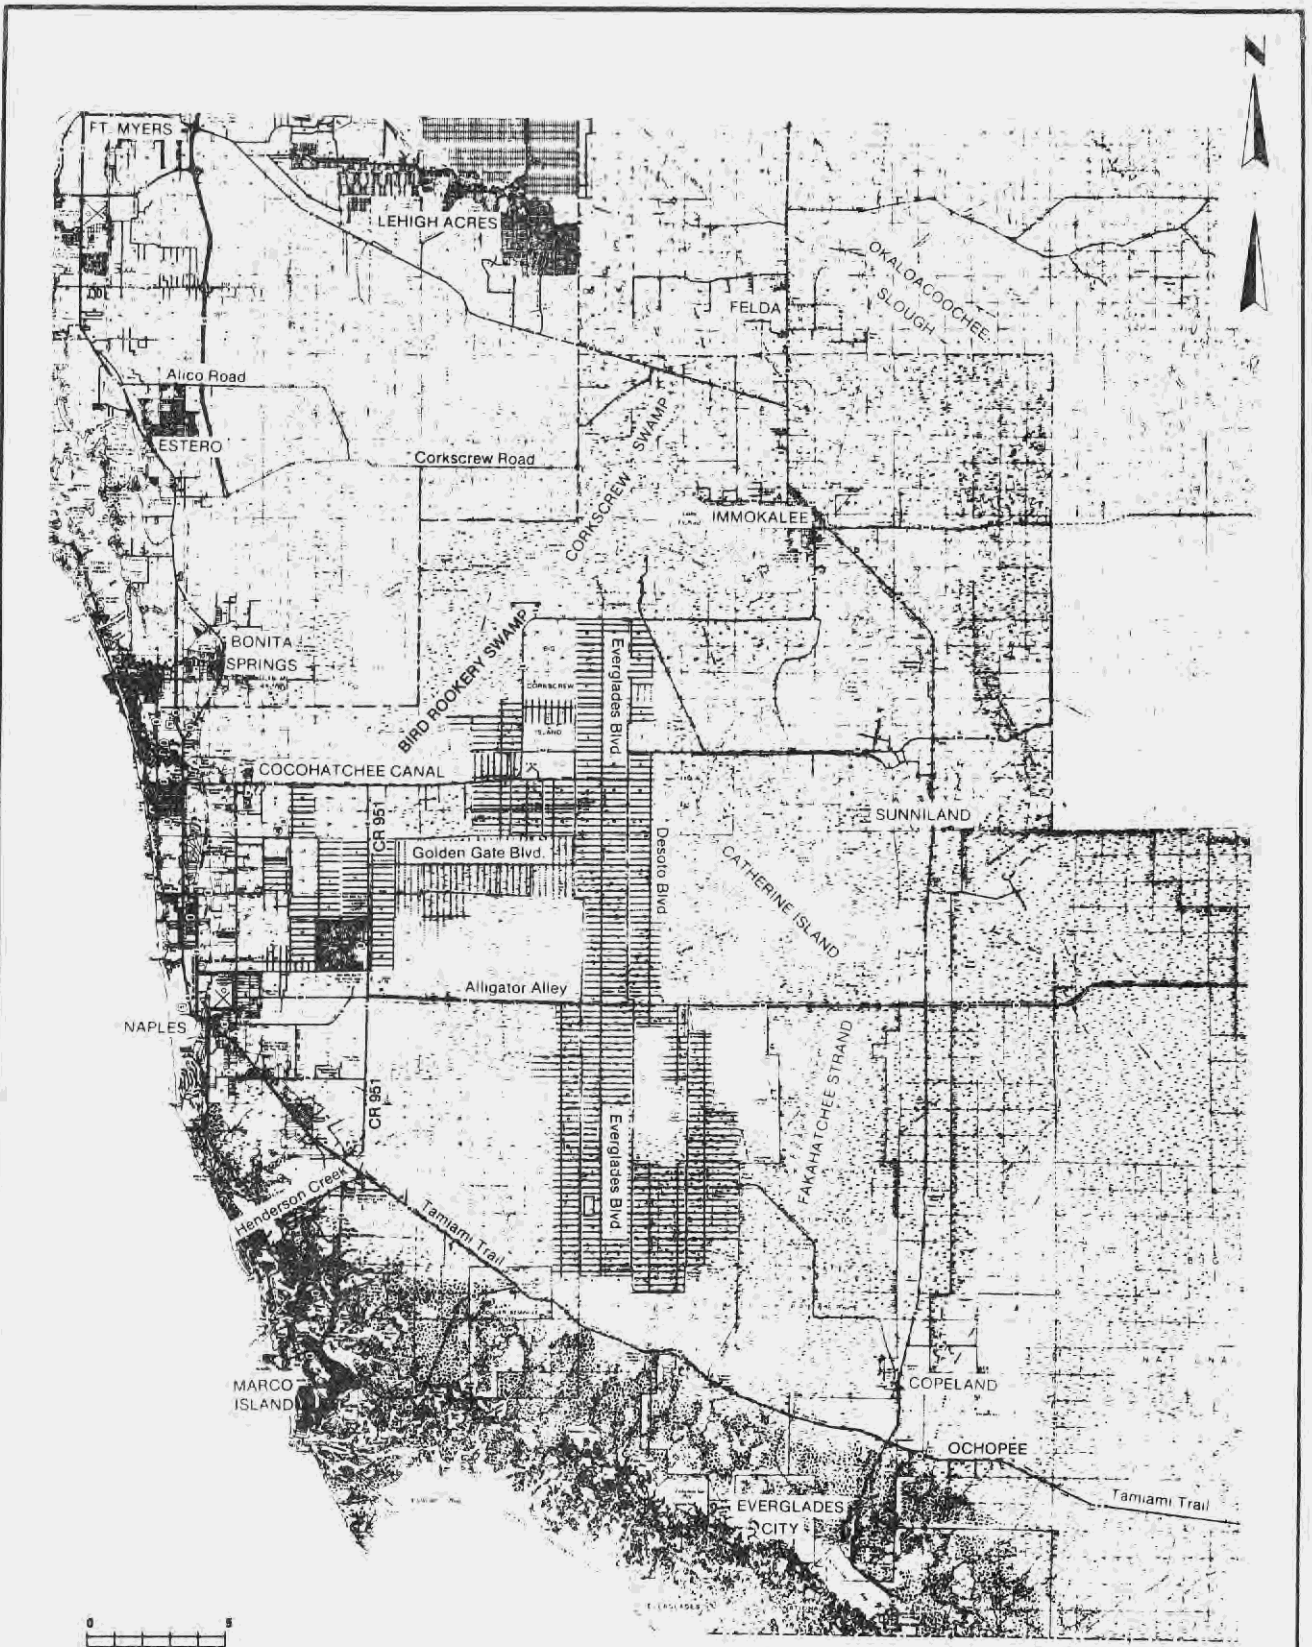 N
FT. MYERS
LEHIGH ACRES
OKALOACOOCHEE
SLOUGH
FELDA
Alico Road
ESTERO
Corkscrew Road
CORKSCREW SWAMP
IMMOKALEE
BONITA
SPRINGS
BIRD ROOKERY SWAMP
CORKSCREW
ISLAND
Everglades Blvd
COCOHATCHEE CANAL
SUNNILAND
CR 951
Golden Gate Blvd.
Desoto Blvd
CATHERINE ISLAND
Alligator Alley
NAPLES
CR 951
Everglades Blvd.
FAKAHATCHEE STRAND
Henderson Creek
Tamiami Trail
MARCO
ISLAND
COPELAND
OCHOPEE
EVERGLADES
CITY
Tamiami Trail
0 5